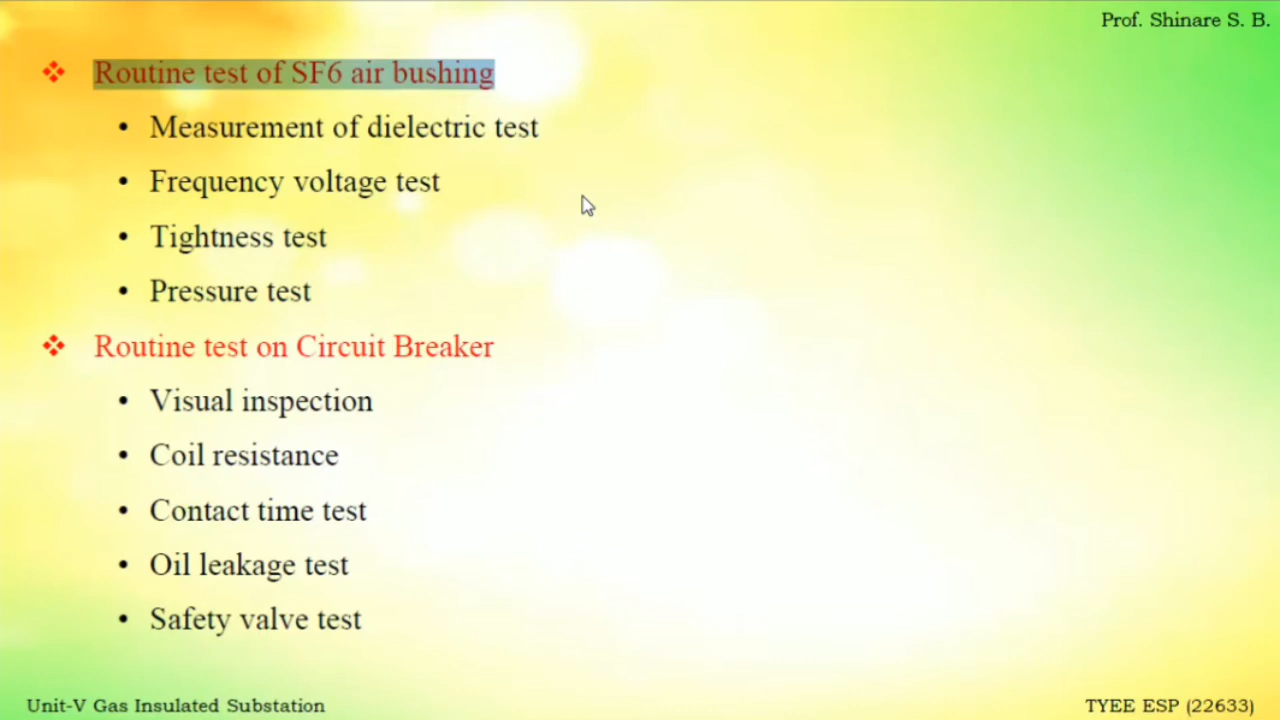 Prof. Shinare S. B.
❖ Routine test of SF6 air bushing
• Measurement of dielectric test
• Frequency voltage test
• Tightness test
• Pressure test
❖ Routine test on Circuit Breaker
• Visual inspection
• Coil resistance
• Contact time test
• Oil leakage test
• Safety valve test
Unit-V Gas Insulated Substation
TYEE ESP (22633)